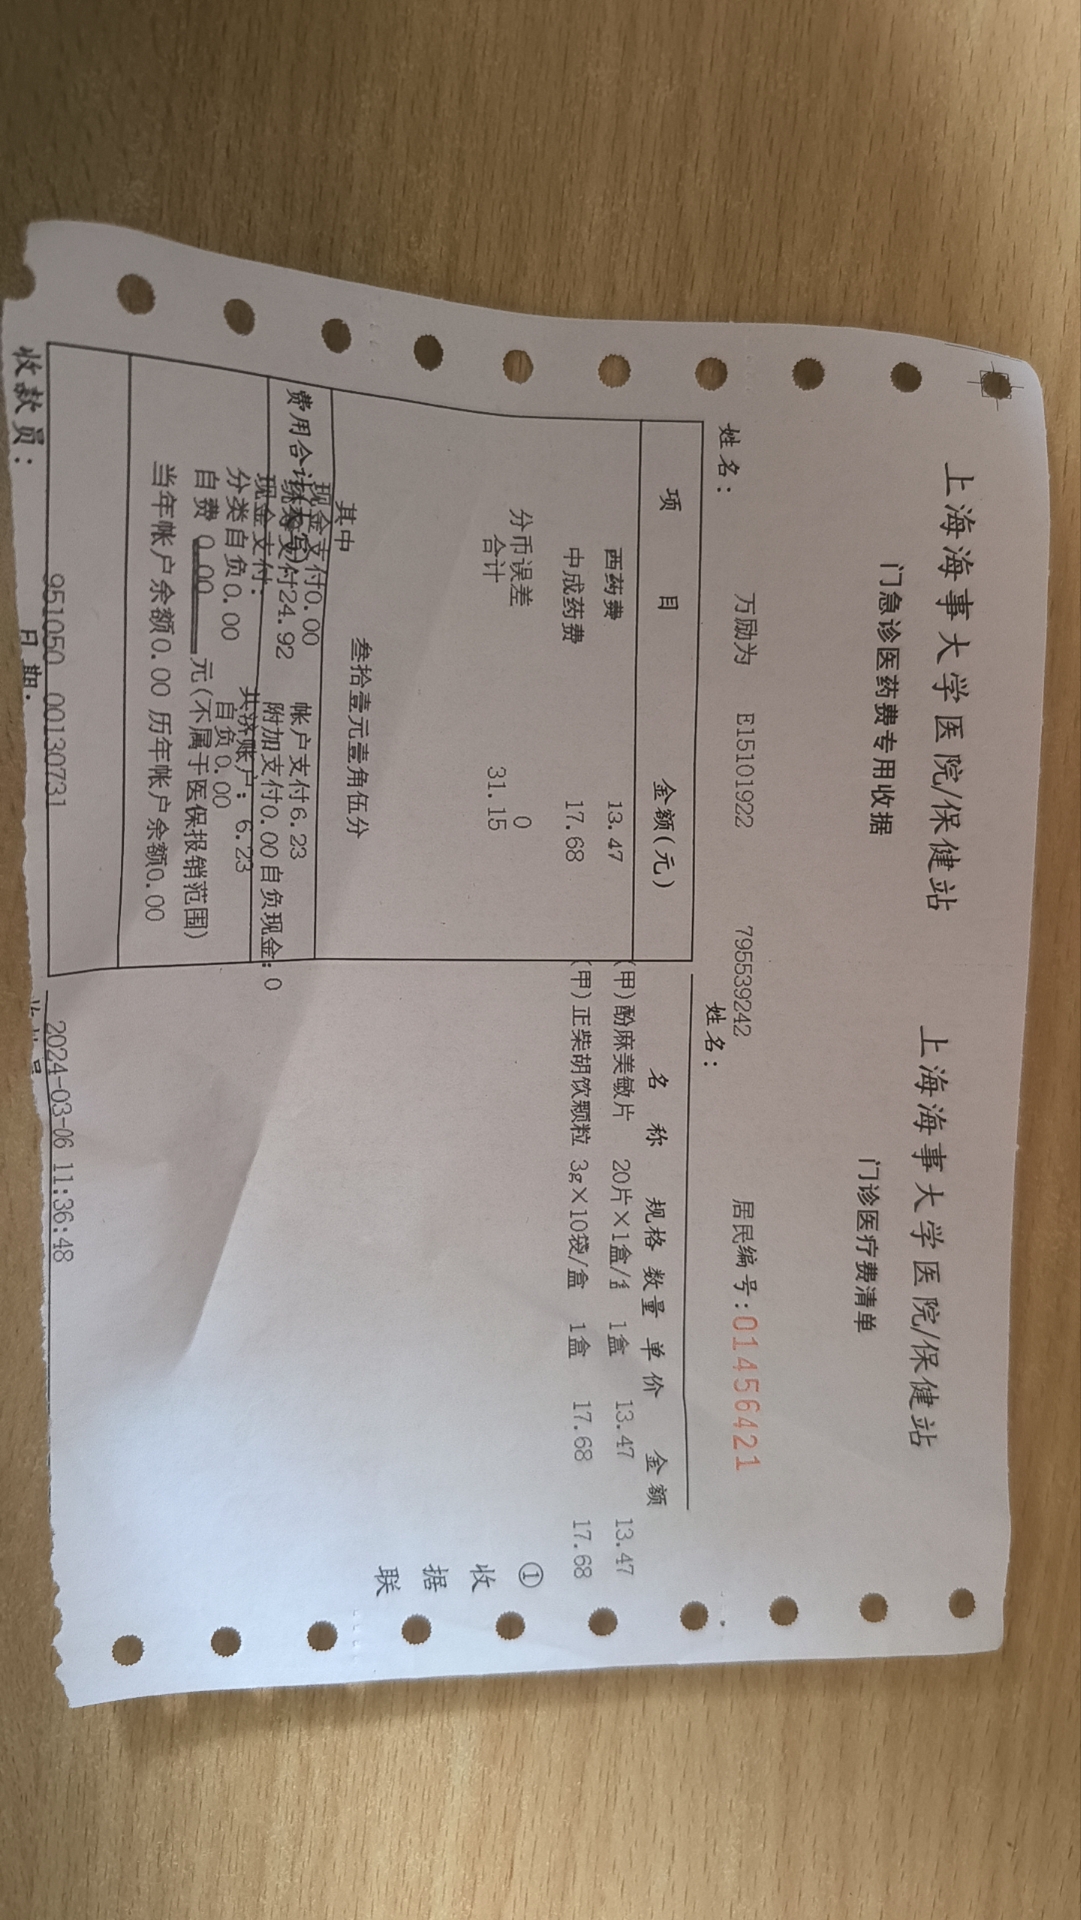 上海海事大学医院/保健站
门急诊医药费专用收据
姓名: 万励为 E15101922 795539242
项 目 金额(元)
西药费 13.47
中成药费 17.68
分币误差 0
合计 31.15
叁拾壹元壹角伍分
其中
现金支付0.00 帐户支付6.23
费用合计 统筹支付24.92 附加支付0.00自负现金:0
现金支付: 共济账户: 6.23
分类自负0.00 自负0.00
自费 0.00 元(不属于医保报销范围)
当年帐户余额0.00 历年帐户余额0.00
951050 00130731 2024-03-06 11:36:48
收款员: 日期:
上海海事大学医院/保健站
门诊医疗费清单
居民编号:01456421
姓名:
名 称 规格 数量 单价 金额
(甲)酚麻美敏片 20片×1盒/ 1盒 13.47 13.47
(甲)正柴胡饮颗粒 3g×10袋/盒 1盒 17.68 17.68
①收据联